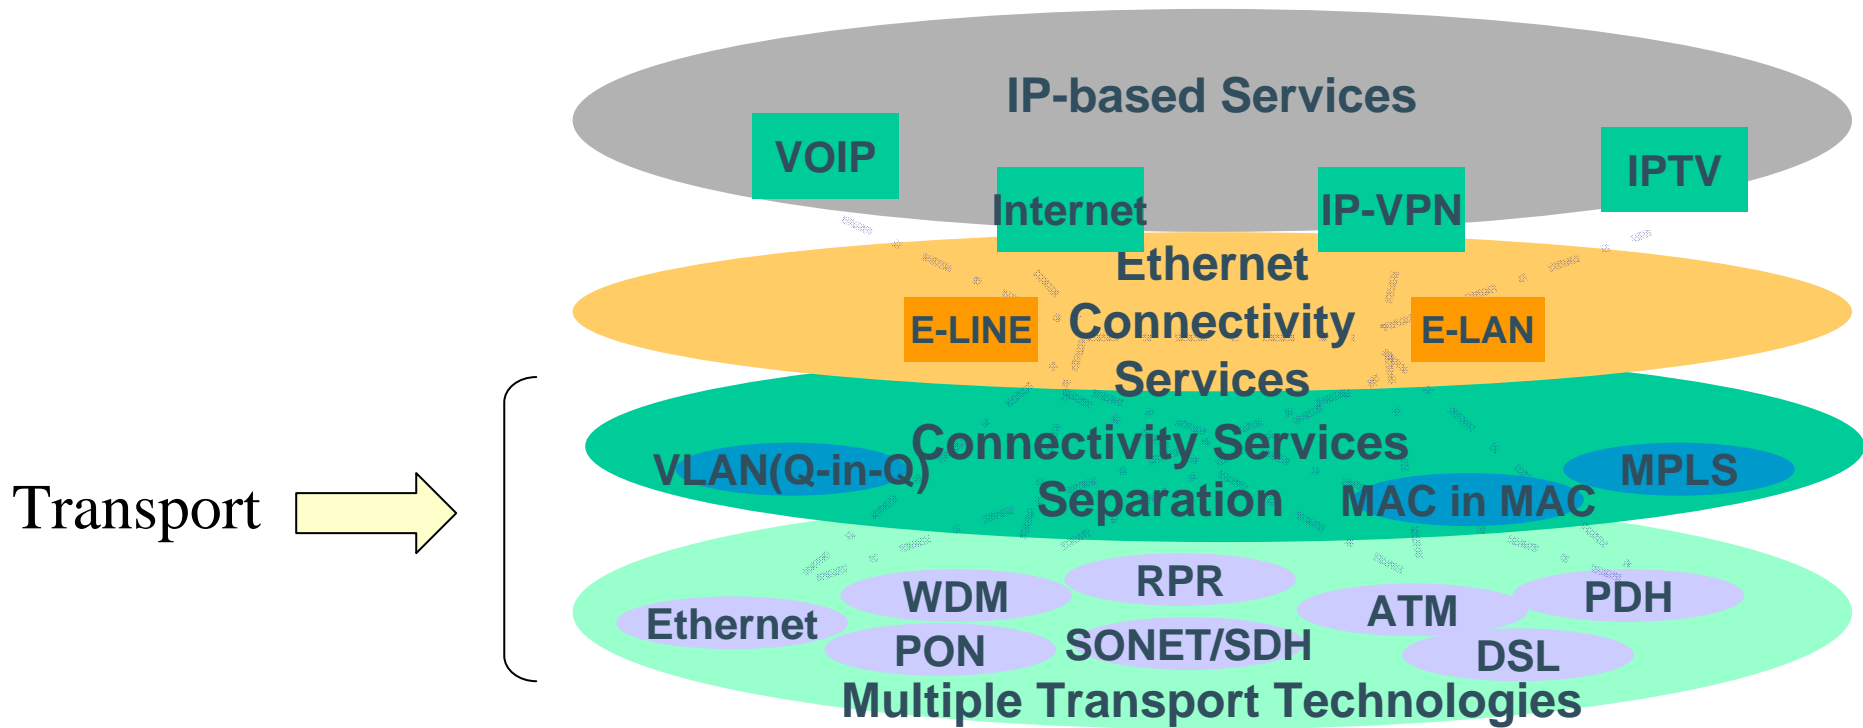 IP-based Services
VOIP
Internet
IP-VPN
IPTV
Ethernet
Connectivity
Services
E-LINE
E-LAN
Connectivity Services
Separation
VLAN(Q-in-Q)
MAC in MAC
MPLS
Transport
Ethernet
WDM
RPR
ATM
PDH
PON
SONET/SDH
DSL
Multiple Transport Technologies